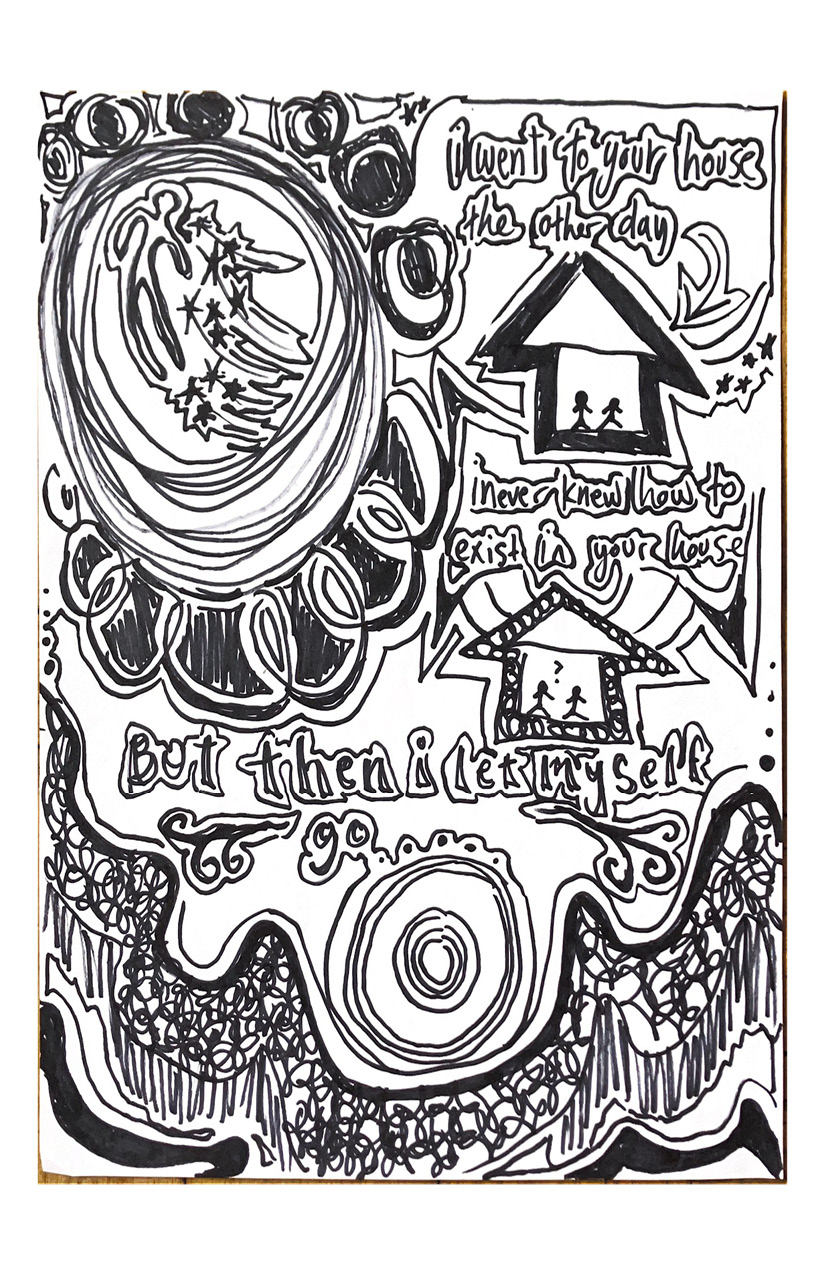 i went to your house
the other day
i never knew how to
exist in your house
?
But then i let myself
go